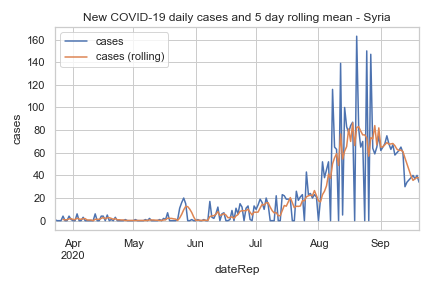 New COVID-19 daily cases and 5 day rolling mean - Syria
cases
cases (rolling)
cases
160
140
120
100
80
60
40
20
0
Apr
2020
May
Jun
Jul
Aug
Sep
dateRep